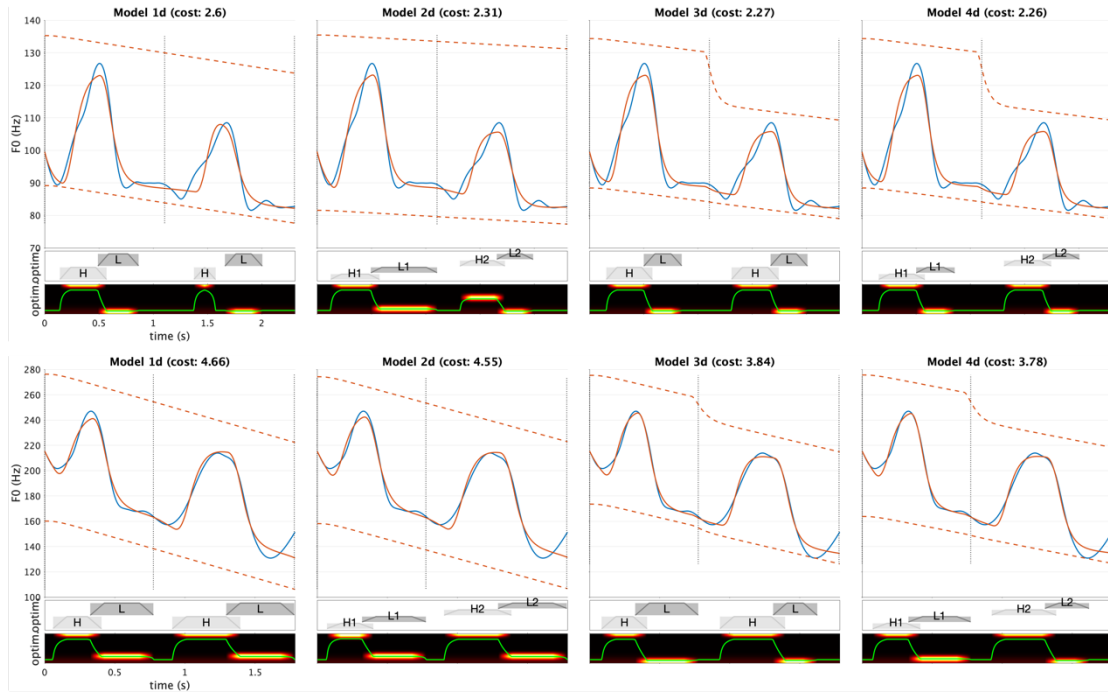 Model 1d (cost: 2.6)
Model 2d (cost: 2.31)
Model 3d (cost: 2.27)
Model 4d (cost: 2.26)
140
130
120
110
100
90
80
70
F0 (Hz)
H L H L
H1 L1 H2 L2
H L H L
H1 L1 H2 L2
0 0.5 1 1.5 2
time (s)
Model 1d (cost: 4.66)
Model 2d (cost: 4.55)
Model 3d (cost: 3.84)
Model 4d (cost: 3.78)
280
260
240
220
200
180
160
140
120
100
F0 (Hz)
H L H L
H1 L1 H2 L2
H L H L
H1 L1 H2 L2
0 0.5 1 1.5
time (s)